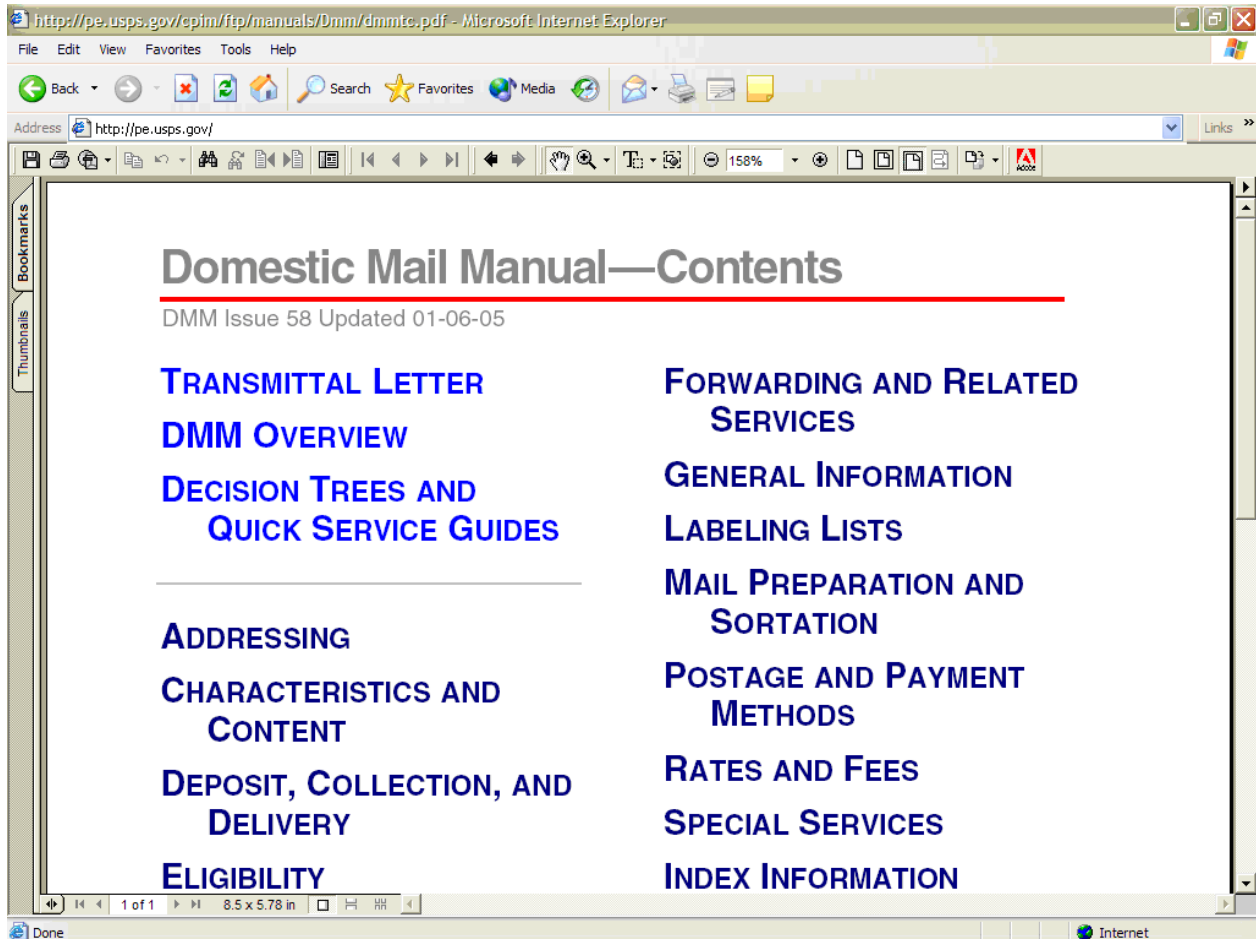 http://pe.usps.gov/cpim/ftp/manuals/Dmm/dmmtc.pdf - Microsoft Internet Explorer
File Edit View Favorites Tools Help
Back Search Favorites Media
Address http://pe.usps.gov/ Links »
158%
Adobe
Bookmarks
Thumbnails
Domestic Mail Manual—Contents
DMM Issue 58 Updated 01-06-05
TRANSMITTAL LETTER
DMM OVERVIEW
DECISION TREES AND
QUICK SERVICE GUIDES
ADDRESSING
CHARACTERISTICS AND
CONTENT
DEPOSIT, COLLECTION, AND
DELIVERY
ELIGIBILITY
FORWARDING AND RELATED
SERVICES
GENERAL INFORMATION
LABELING LISTS
MAIL PREPARATION AND
SORTATION
POSTAGE AND PAYMENT
METHODS
RATES AND FEES
SPECIAL SERVICES
INDEX INFORMATION
1 of 1 8.5 x 5.78 in
Done Internet